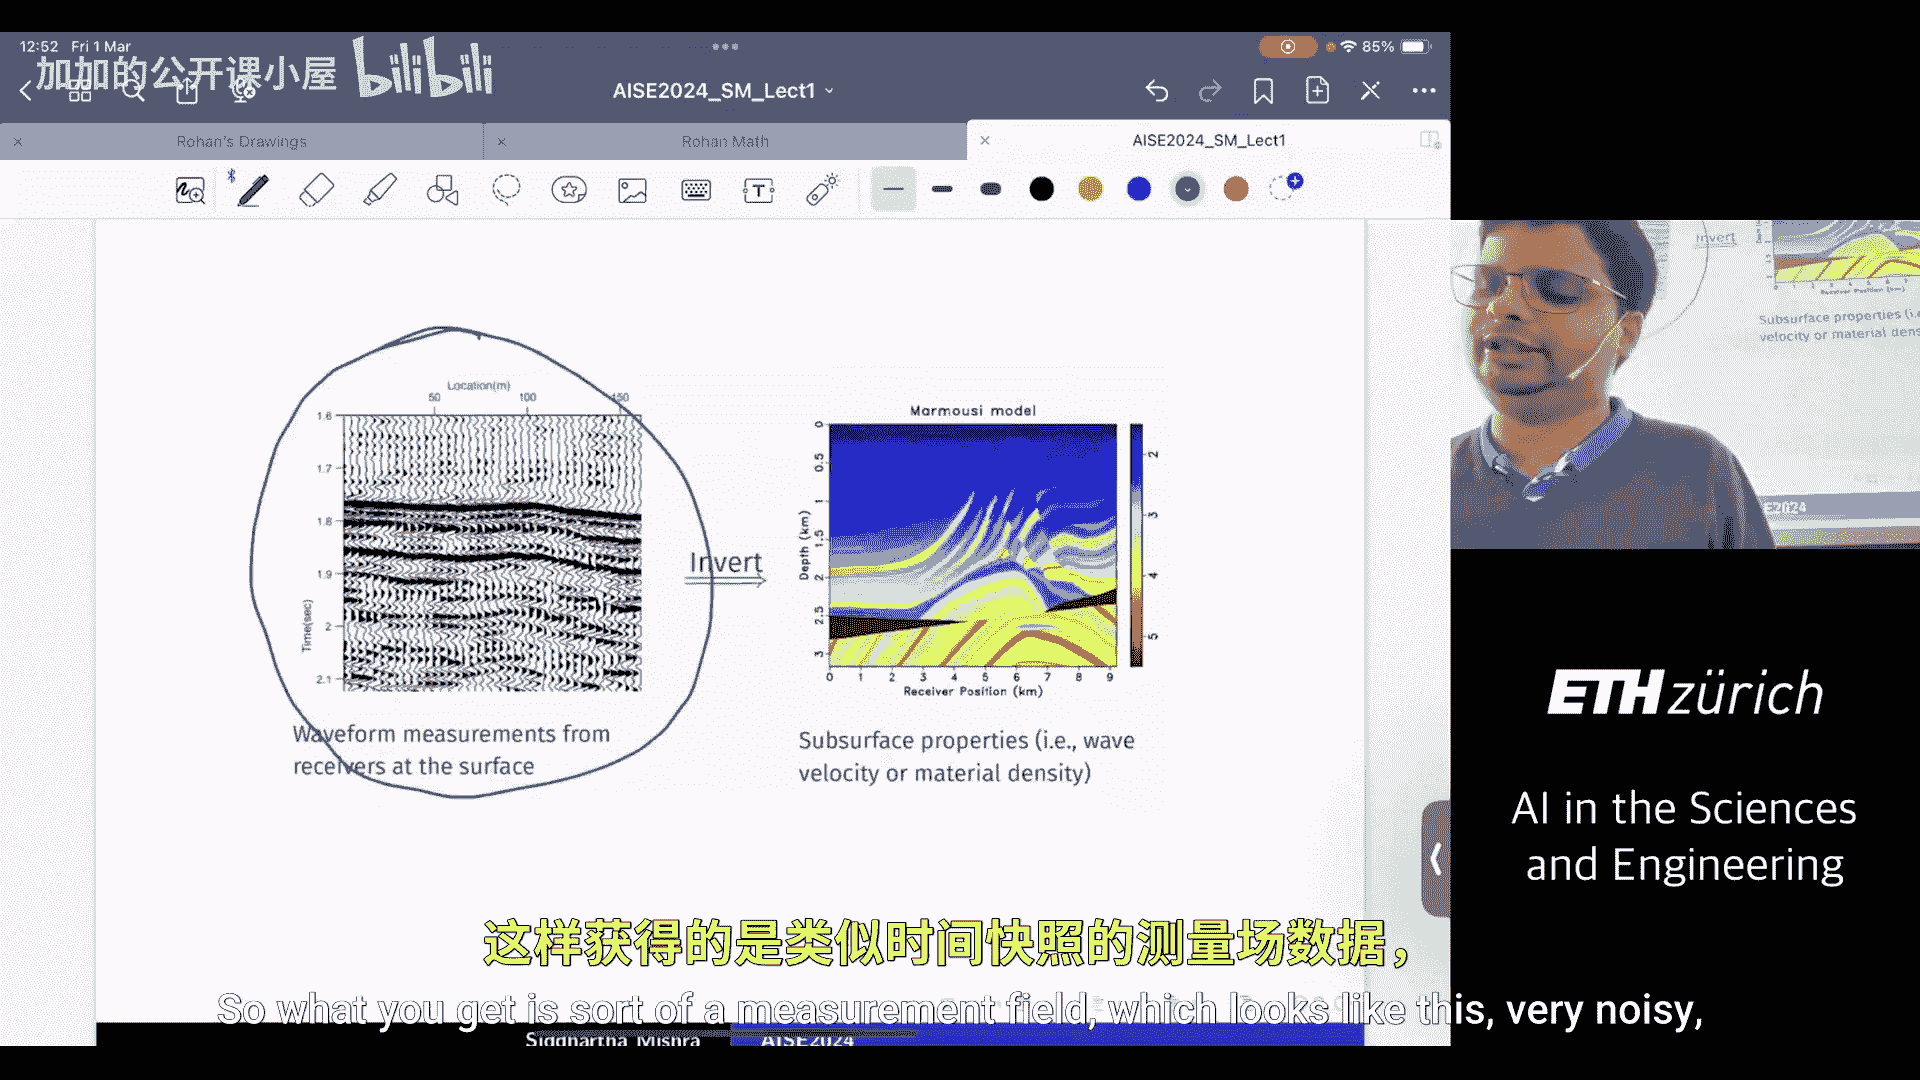 12:52 Fri 1 Mar
85%
加加的公开课小屋 bilibili
AISE2024_SM_Lect1
Rohan's Drawings
Rohan Math
AISE2024_SM_Lect1
Location(m)
50 100 150
1.6
1.7
1.8
1.9
2
2.1
Time(sec)
Waveform measurements from
receivers at the surface
Invert
Marmousi model
0
0.5
1
1.5
2
2.5
3
Depth (km)
0 1 2 3 4 5 6 7 8 9
Receiver Position (km)
2
3
4
5
Subsurface properties (i.e., wave
velocity or material density)
Invert
Receiver Position (km)
Subsurface properties (i.e
velocity or material dens
ETH zürich
AI in the Sciences
and Engineering
这样获得的是类似时间快照的测量场数据，
So what you get is sort of a measurement field, which looks like this, very noisy,
Siddhartha Mishra AISE2024